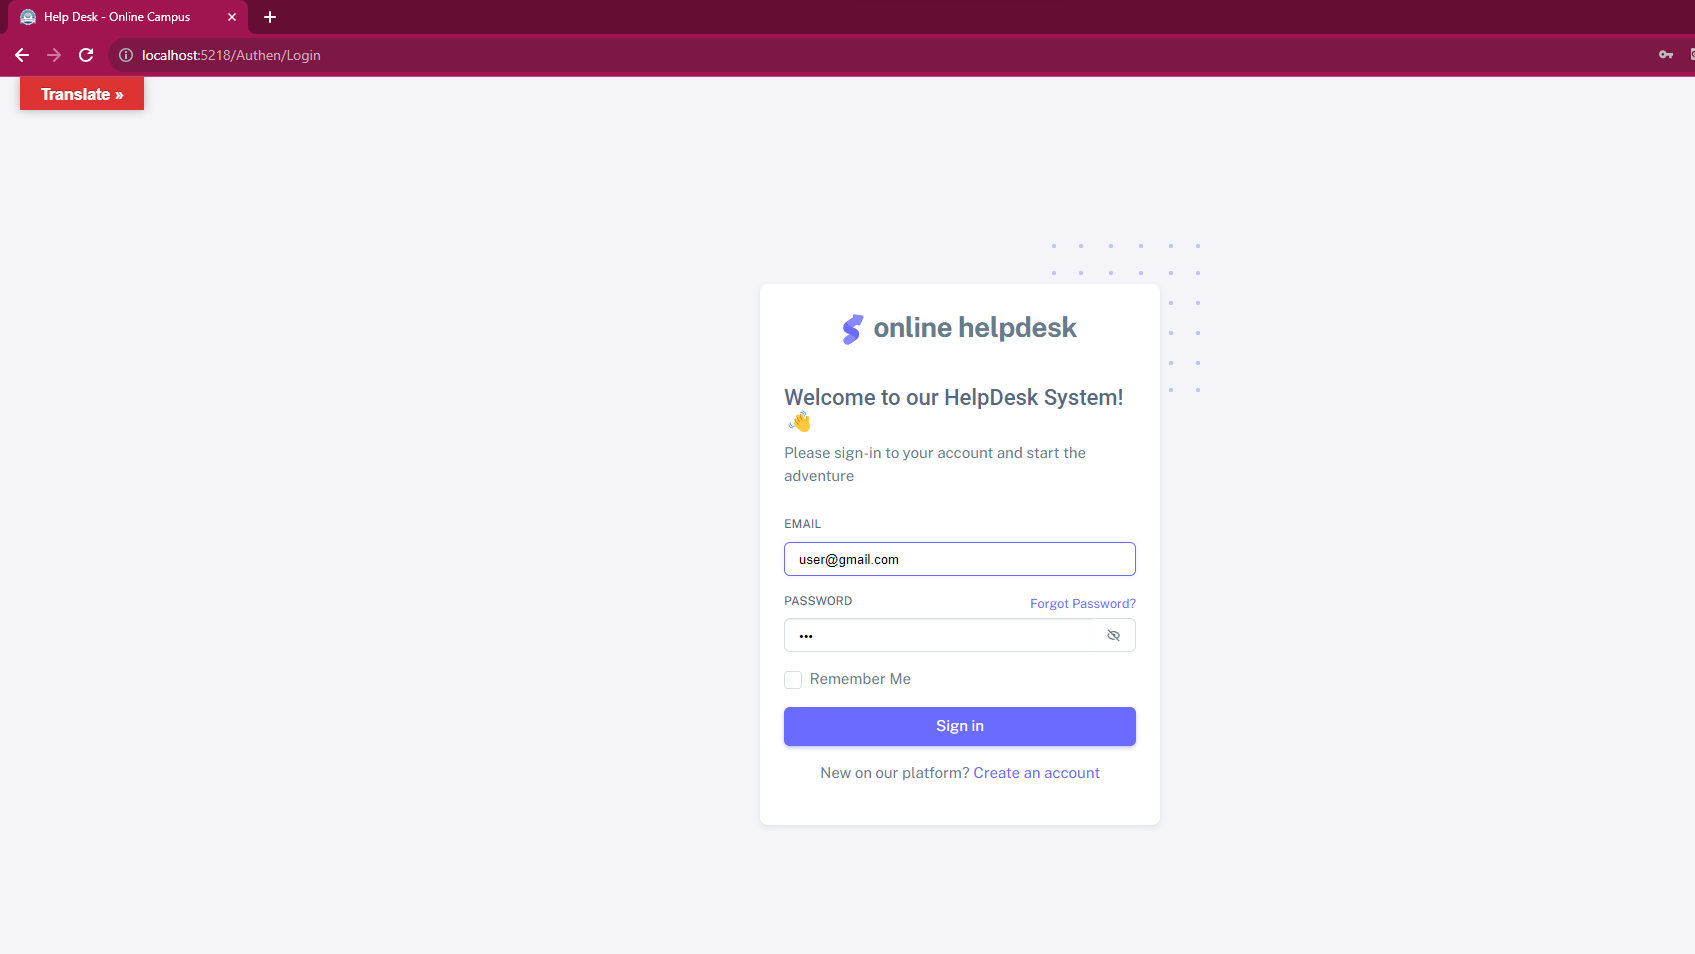 Help Desk - Online Campus
localhost:5218/Authen/Login
Translate »
online helpdesk
Welcome to our HelpDesk System!
Please sign-in to your account and start the
adventure
EMAIL
user@gmail.com
PASSWORD Forgot Password?
•••
Remember Me
Sign in
New on our platform? Create an account